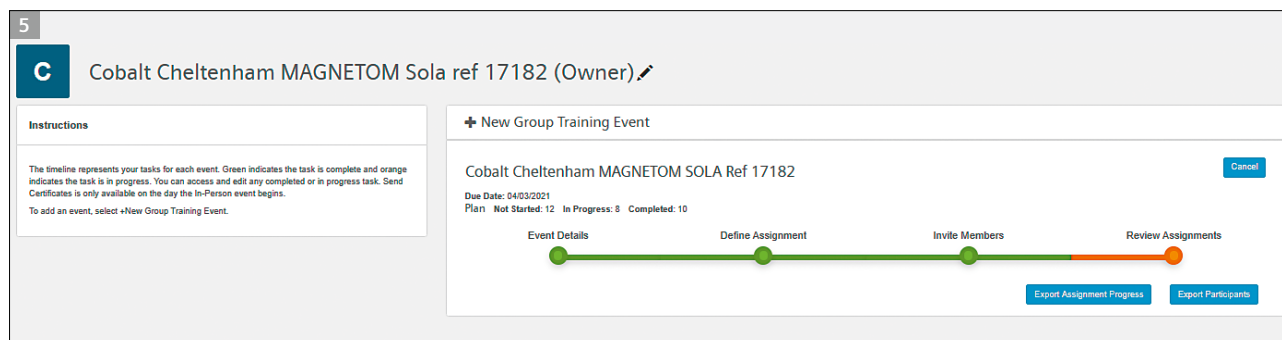 5
C
Cobalt Cheltenham MAGNETOM Sola ref 17182 (Owner)
Instructions
The timeline represents your tasks for each event. Green indicates the task is complete and orange
indicates the task is in progress. You can access and edit any completed or in progress task. Send
Certificates is only available on the day the In-Person event begins.
To add an event, select +New Group Training Event.
+ New Group Training Event
Cobalt Cheltenham MAGNETOM SOLA Ref 17182
Cancel
Due Date: 04/03/2021
Plan Not Started: 12 In Progress: 8 Completed: 10
Event Details Define Assignment Invite Members Review Assignments
Export Assignment Progress Export Participants